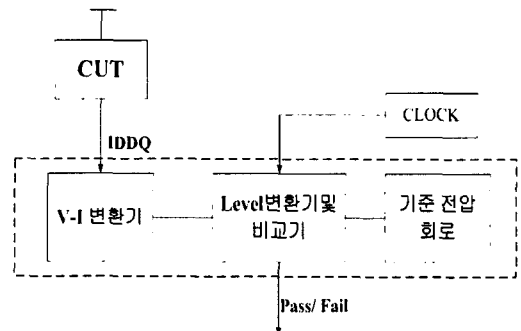 CUT
CLOCK
IDDQ
V-I 변환기
Level변환기및
비교기
기준 전압
회로
Pass/ Fail